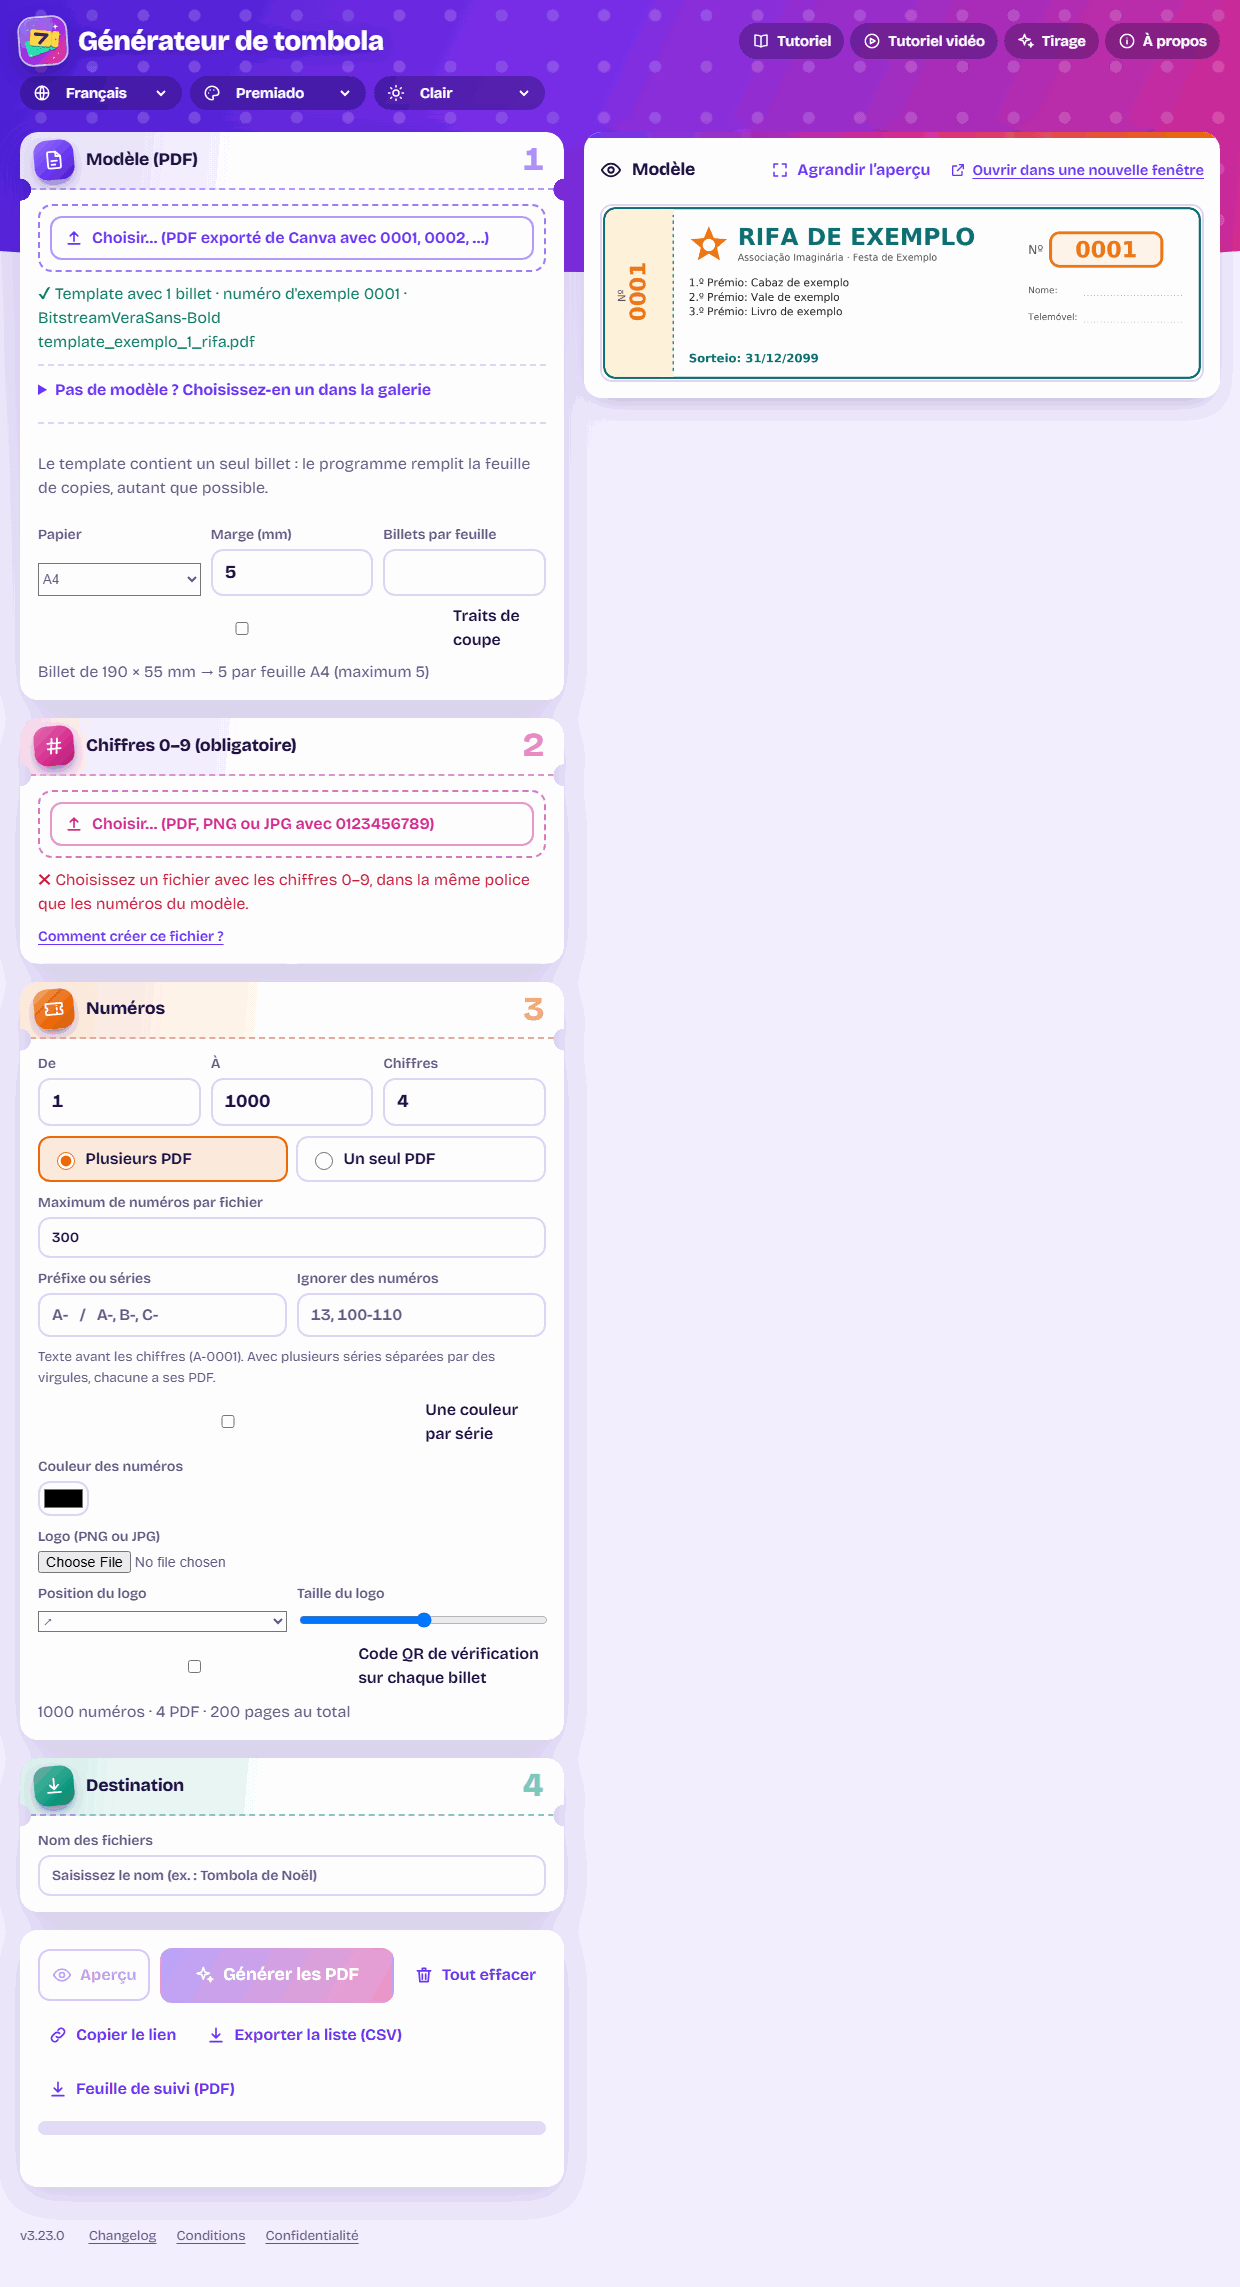 Générateur de tombola
Tutoriel
Tutoriel vidéo
Tirage
À propos
Français
Premiado
Clair
Modèle (PDF)
1
Choisir... (PDF exporté de Canva avec 0001, 0002, ...)
✓ Template avec 1 billet · numéro d'exemple 0001 ·
BitstreamVeraSans-Bold
template_exemplo_1_rifa.pdf
Pas de modèle ? Choisissez-en un dans la galerie
Le template contient un seul billet : le programme remplit la feuille
de copies, autant que possible.
Papier
Marge (mm)
Billets par feuille
A4
5
Traits de
coupe
Billet de 190 × 55 mm → 5 par feuille A4 (maximum 5)
Chiffres 0–9 (obligatoire)
2
Choisir... (PDF, PNG ou JPG avec 0123456789)
✕ Choisissez un fichier avec les chiffres 0–9, dans la même police
que les numéros du modèle.
Comment créer ce fichier ?
Numéros
3
De
À
Chiffres
1
1000
4
Plusieurs PDF
Un seul PDF
Maximum de numéros par fichier
300
Préfixe ou séries
Ignorer des numéros
A- / A-, B-, C-
13, 100-110
Texte avant les chiffres (A-0001). Avec plusieurs séries séparées par des
virgules, chacune a ses PDF.
Une couleur
par série
Couleur des numéros
Logo (PNG ou JPG)
Choose File No file chosen
Position du logo
Taille du logo
↗
Code QR de vérification
sur chaque billet
1000 numéros · 4 PDF · 200 pages au total
Destination
4
Nom des fichiers
Saisissez le nom (ex. : Tombola de Noël)
Aperçu
Générer les PDF
Tout effacer
Copier le lien
Exporter la liste (CSV)
Feuille de suivi (PDF)
v3.23.0
Changelog
Conditions
Confidentialité
Modèle
Agrandir l'aperçu
Ouvrir dans une nouvelle fenêtre
Nº
0001
RIFA DE EXEMPLO
Associação Imaginária · Festa de Exemplo
1.º Prémio: Cabaz de exemplo
2.º Prémio: Vale de exemplo
3.º Prémio: Livro de exemplo
Sorteio: 31/12/2099
Nº 0001
Nome:
Telemóvel: